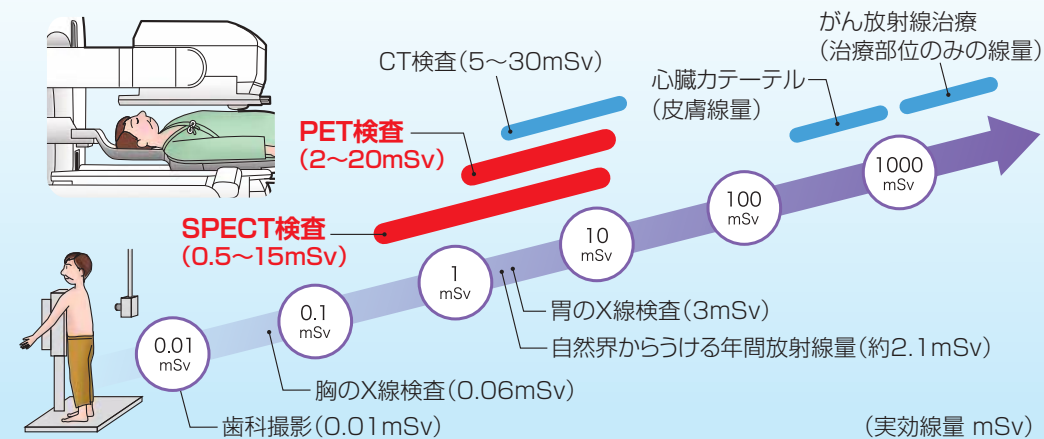 がん放射線治療
(治療部位のみの線量)
心臓カテーテル
(皮膚線量)
CT検査(5〜30mSv)
PET検査
(2〜20mSv)
SPECT検査
(0.5〜15mSv)
1000
mSv
100
mSv
10
mSv
1
mSv
0.1
mSv
0.01
mSv
胃のX線検査(3mSv)
自然界からうける年間放射線量(約2.1mSv)
胸のX線検査(0.06mSv)
歯科撮影(0.01mSv)
(実効線量 mSv)